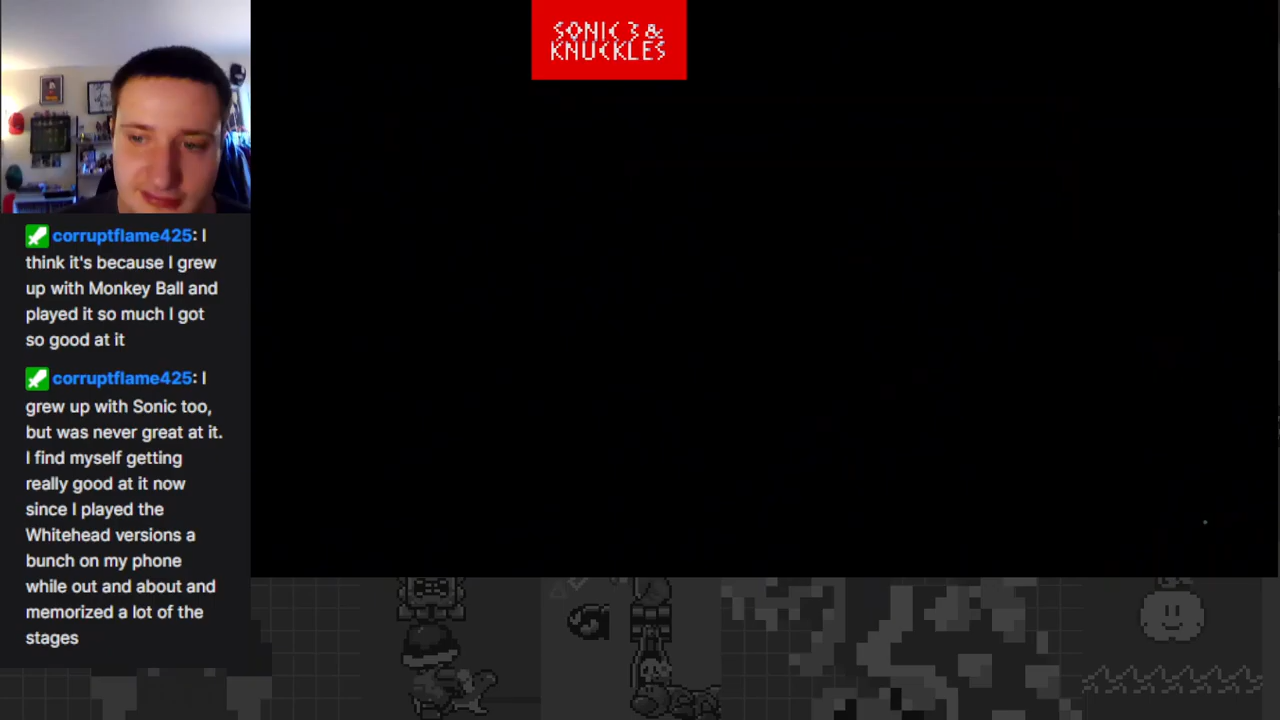 SONIC 3 &
KNUCKLES
corruptflame425: I
think it's because I grew
up with Monkey Ball and
played it so much I got
so good at it
corruptflame425: I
grew up with Sonic too,
but was never great at it.
I find myself getting
really good at it now
since I played the
Whitehead versions a
bunch on my phone
while out and about and
memorized a lot of the
stages